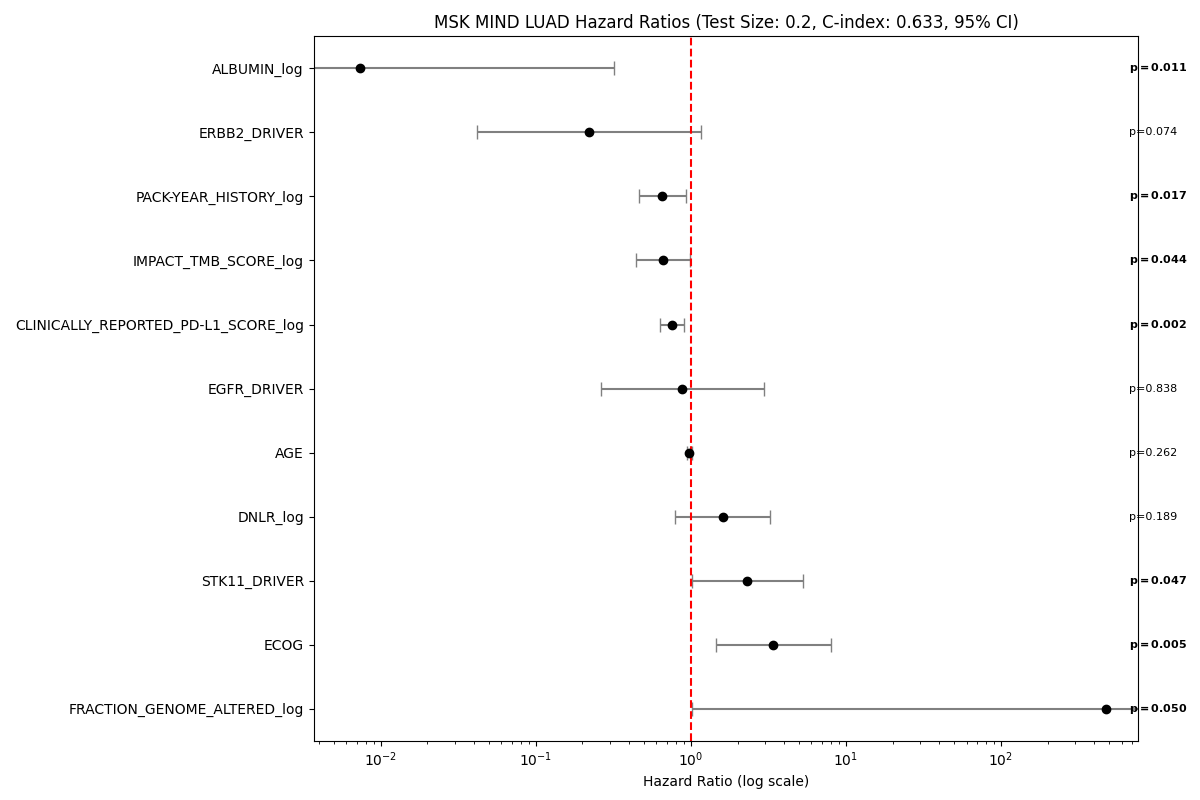 MSK MIND LUAD Hazard Ratios (Test Size: 0.2, C-index: 0.633, 95% CI)
ALBUMIN_log p=0.011
ERBB2_DRIVER p=0.074
PACK-YEAR_HISTORY_log p=0.017
IMPACT_TMB_SCORE_log p=0.044
CLINICALLY_REPORTED_PD-L1_SCORE_log p=0.002
EGFR_DRIVER p=0.838
AGE p=0.262
DNLR_log p=0.189
STK11_DRIVER p=0.047
ECOG p=0.005
FRACTION_GENOME_ALTERED_log p=0.050
10⁻² 10⁻¹ 10⁰ 10¹ 10²
Hazard Ratio (log scale)